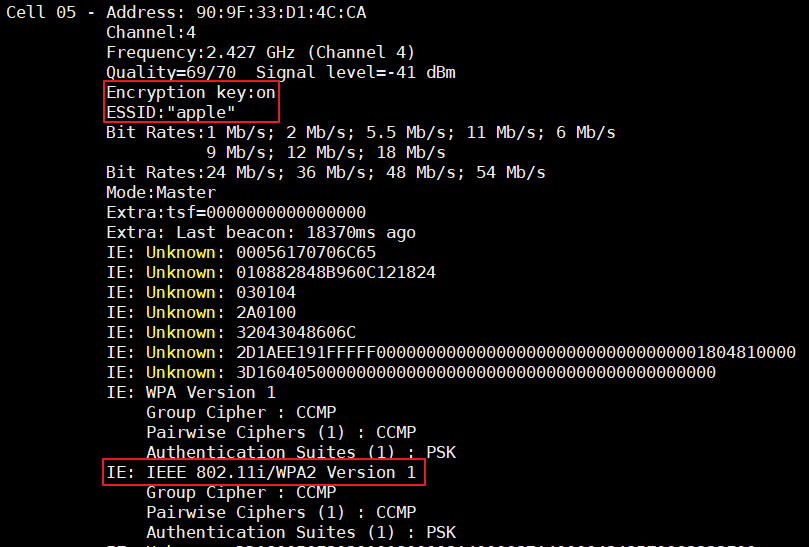 Cell 05 - Address: 90:9F:33:D1:4C:CA
Channel:4
Frequency:2.427 GHz (Channel 4)
Quality=69/70  Signal level=-41 dBm
Encryption key:on
ESSID:"apple"
Bit Rates:1 Mb/s; 2 Mb/s; 5.5 Mb/s; 11 Mb/s; 6 Mb/s
9 Mb/s; 12 Mb/s; 18 Mb/s
Bit Rates:24 Mb/s; 36 Mb/s; 48 Mb/s; 54 Mb/s
Mode:Master
Extra:tsf=0000000000000000
Extra: Last beacon: 18370ms ago
IE: Unknown: 00056170706C65
IE: Unknown: 010882848B960C121824
IE: Unknown: 030104
IE: Unknown: 2A0100
IE: Unknown: 32043048606C
IE: Unknown: 2D1AEE191FFFFF0000000000000000000000000000000001804810000
IE: Unknown: 3D16040500000000000000000000000000000000000000000000
IE: WPA Version 1
Group Cipher : CCMP
Pairwise Ciphers (1) : CCMP
Authentication Suites (1) : PSK
IE: IEEE 802.11i/WPA2 Version 1
Group Cipher : CCMP
Pairwise Ciphers (1) : CCMP
Authentication Suites (1) : PSK